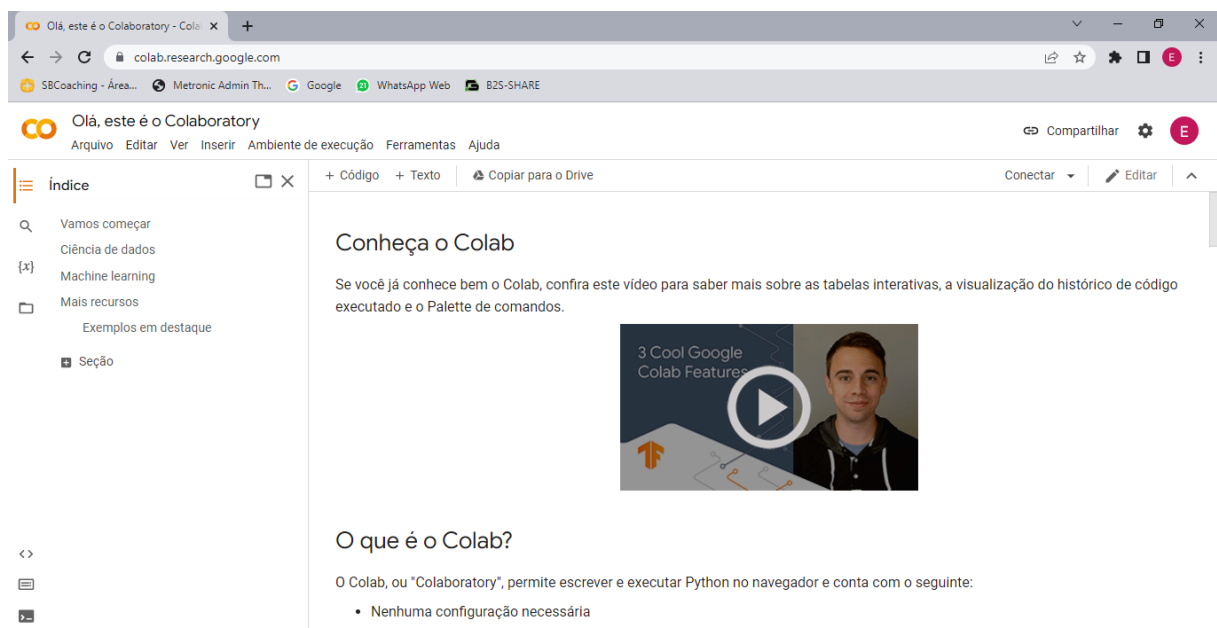 Olá, este é o Colaboratory - Cola
colab.research.google.com
E
SBCoaching - Área... Metronic Admin Th... Google 21 WhatsApp Web B2S-SHARE
CO Olá, este é o Colaboratory
Arquivo Editar Ver Inserir Ambiente de execução Ferramentas Ajuda
Compartilhar E
Índice
+ Código + Texto Copiar para o Drive Conectar Editar
Vamos começar
Ciência de dados
{x} Machine learning
Mais recursos
Exemplos em destaque
Seção
Conheça o Colab
Se você já conhece bem o Colab, confira este vídeo para saber mais sobre as tabelas interativas, a visualização do histórico de código
executado e o Palette de comandos.
3 Cool Google
Colab Features
O que é o Colab?
O Colab, ou "Colaboratory", permite escrever e executar Python no navegador e conta com o seguinte:
• Nenhuma configuração necessária